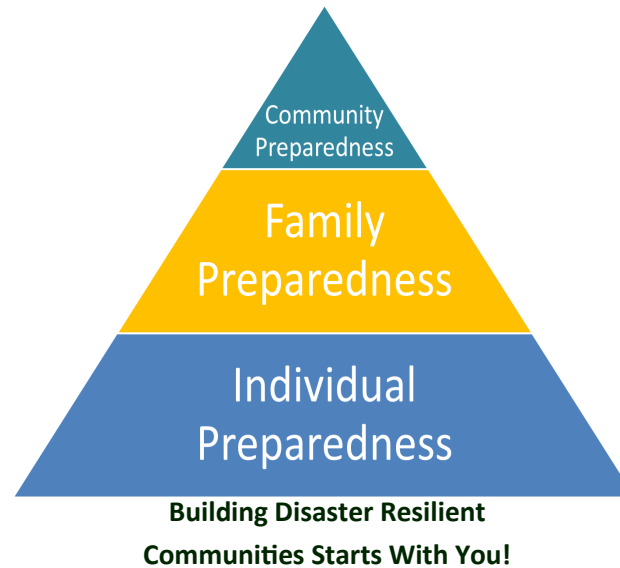 Community
Preparedness
Family
Preparedness
Individual
Preparedness
Building Disaster Resilient
Communities Starts With You!